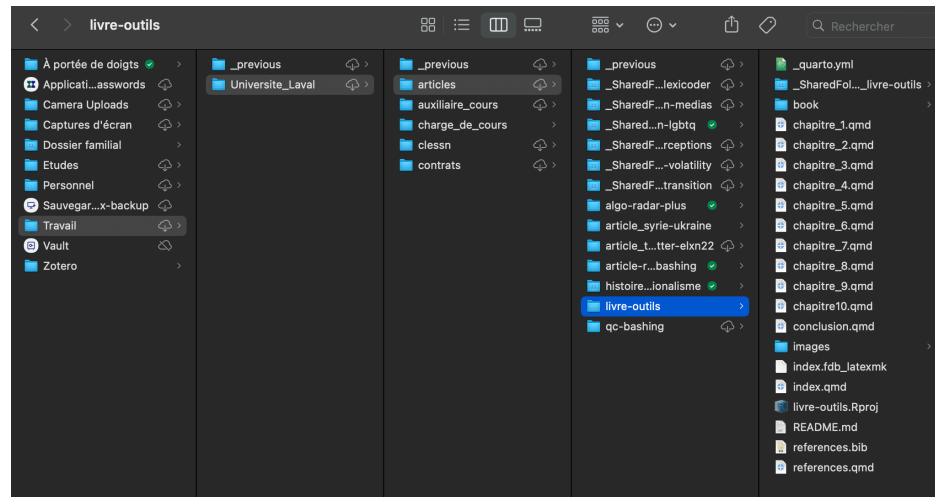 livre-outils
Rechercher
À portée de doigts
Applicati...asswords
Camera Uploads
Captures d'écran
Dossier familial
Etudes
Personnel
Sauvegar...x-backup
Travail
Vault
Zotero
_previous
Universite_Laval
_previous
articles
auxiliaire_cours
charge_de_cours
clessn
contrats
_previous
_SharedF...lexicoder
_SharedF...n-medias
_Shared...n-lgbtq
_SharedF...rceptions
_SharedF...-volatility
_SharedF...transition
algo-radar-plus
article_syrie-ukraine
article_t...tter-elxn22
article-r...bashing
histoire...ionalisme
livre-outils
qc-bashing
_quarto.yml
_SharedFol..._livre-outils
book
chapitre_1.qmd
chapitre_2.qmd
chapitre_3.qmd
chapitre_4.qmd
chapitre_5.qmd
chapitre_6.qmd
chapitre_7.qmd
chapitre_8.qmd
chapitre_9.qmd
chapitre10.qmd
conclusion.qmd
images
index.fdb_latexmk
index.qmd
livre-outils.Rproj
README.md
references.bib
references.qmd